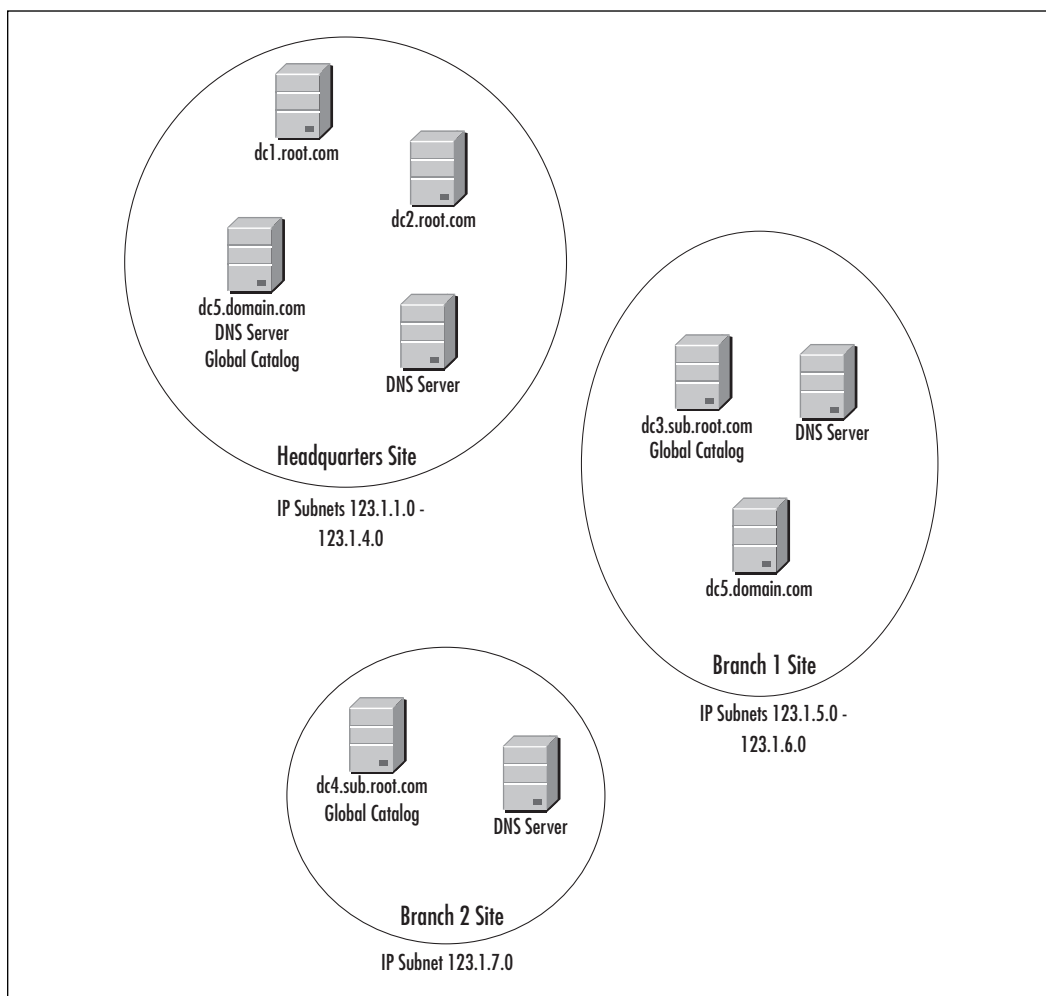 dc1.root.com
dc2.root.com
dc5.domain.com
DNS Server
Global Catalog
DNS Server
Headquarters Site
IP Subnets 123.1.1.0 -
123.1.4.0
dc3.sub.root.com
Global Catalog
DNS Server
dc5.domain.com
Branch 1 Site
IP Subnets 123.1.5.0 -
123.1.6.0
dc4.sub.root.com
Global Catalog
DNS Server
Branch 2 Site
IP Subnet 123.1.7.0